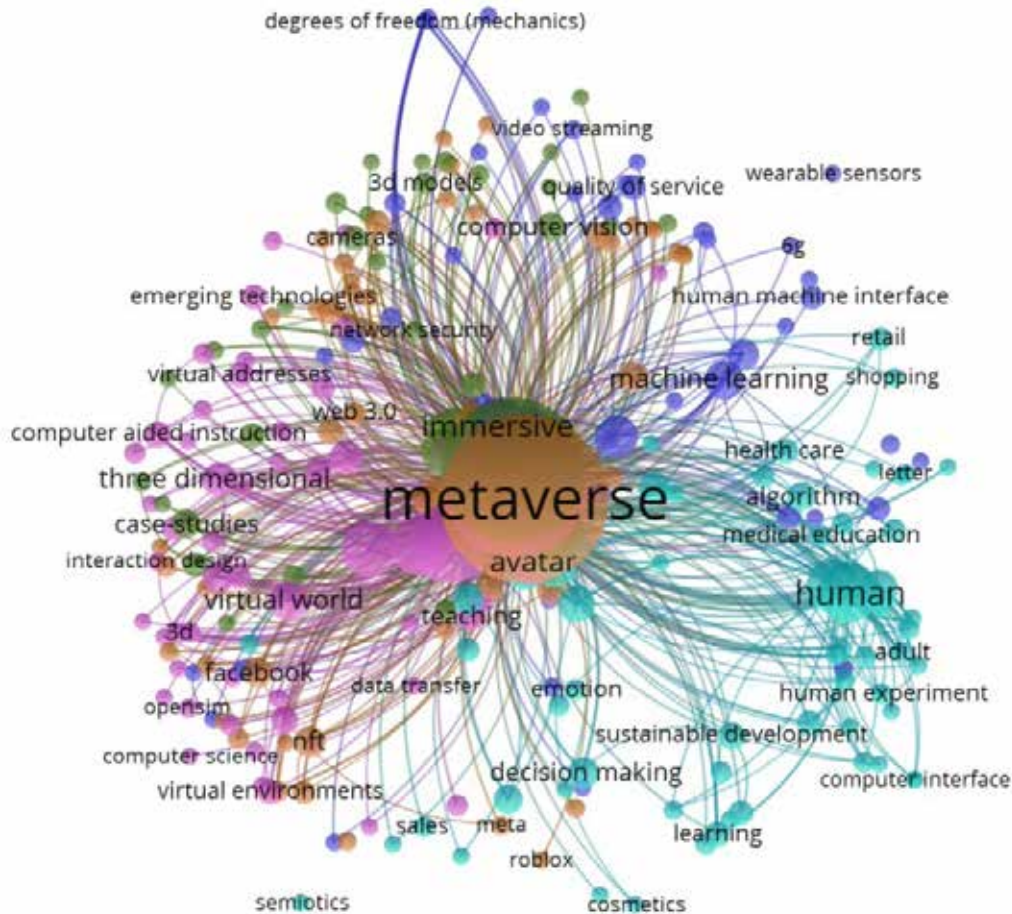 degrees of freedom (mechanics)
video streaming
wearable sensors
3d models
quality of service
computer vision
cameras
6g
emerging technologies
human machine interface
network security
retail
virtual addresses
machine learning
shopping
web 3.0
immersive
computer aided instruction
health care
three dimensional
letter
metaverse
algorithm
case-studies
medical education
interaction design
avatar
virtual world
human
teaching
3d
adult
facebook
data transfer
emotion
human experiment
opensim
nft
sustainable development
computer science
decision making
computer interface
virtual environments
sales
meta
learning
roblox
semiotics
cosmetics